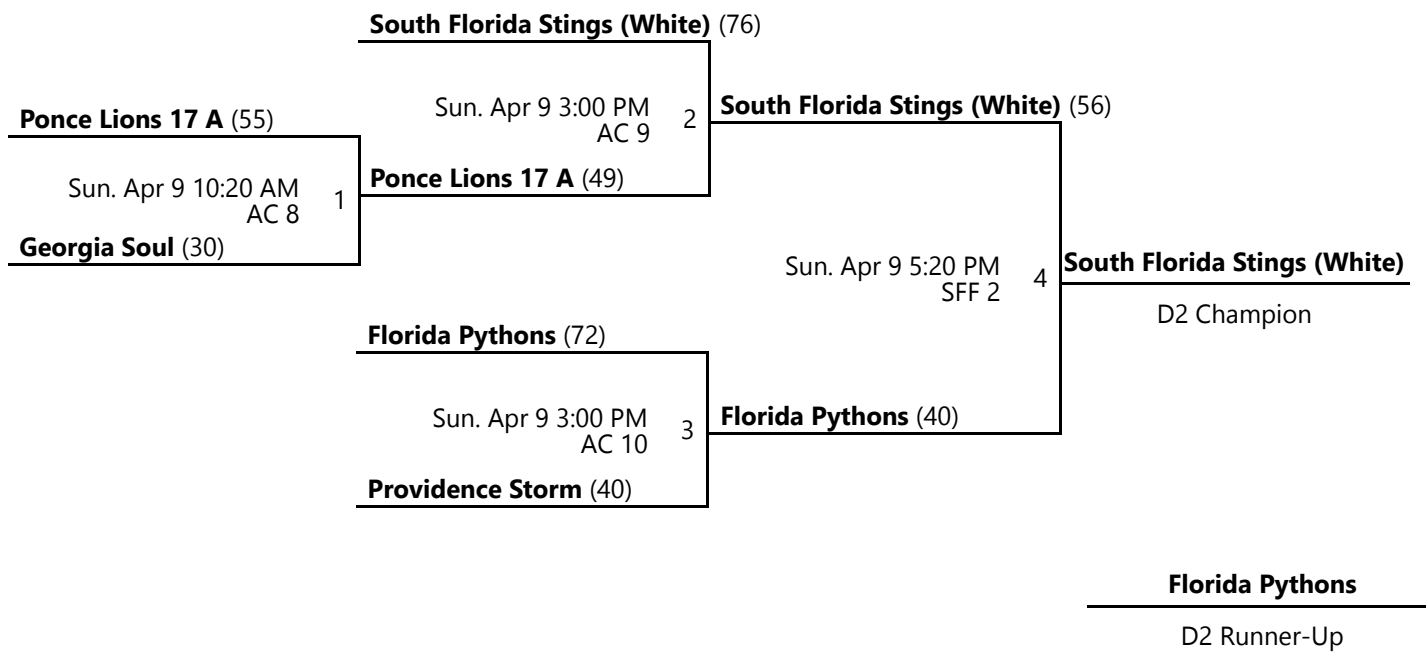 South Florida Stings (White) (76)
Sun. Apr 9 3:00 PM
AC 9
2
South Florida Stings (White) (56)
Ponce Lions 17 A (55)
Sun. Apr 9 10:20 AM
AC 8
1
Ponce Lions 17 A (49)
Georgia Soul (30)
Sun. Apr 9 5:20 PM
SFF 2
4
South Florida Stings (White)
D2 Champion
Florida Pythons (72)
Sun. Apr 9 3:00 PM
AC 10
3
Florida Pythons (40)
Providence Storm (40)
Florida Pythons
D2 Runner-Up